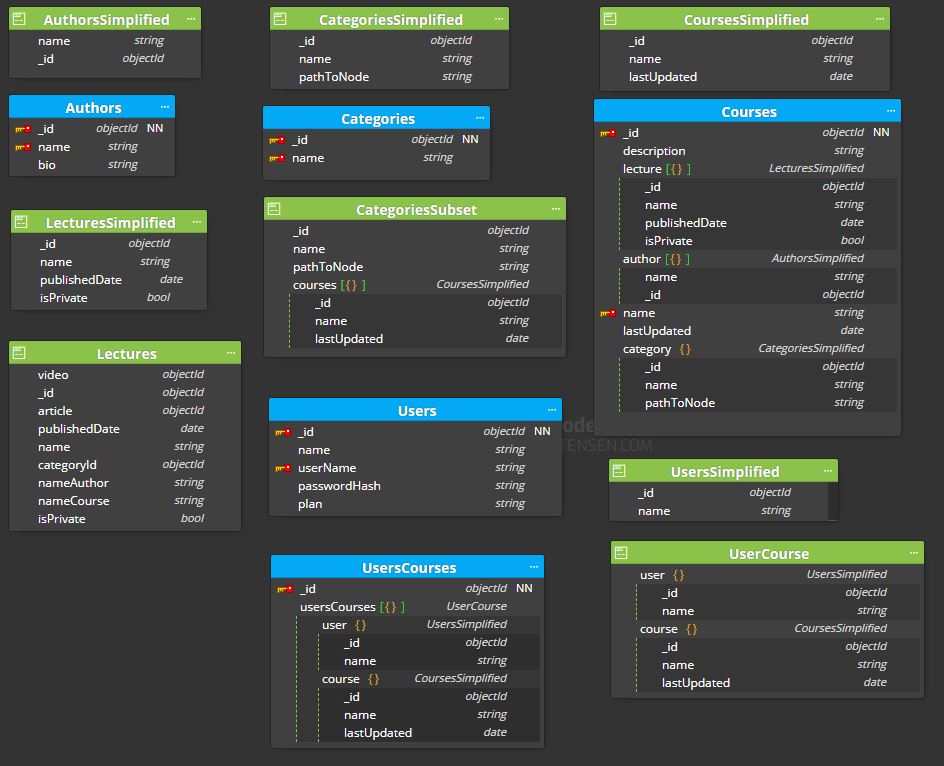 AuthorsSimplified ...
name string
_id objectId
CategoriesSimplified ...
_id objectId
name string
pathToNode string
CoursesSimplified ...
_id objectId
name string
lastUpdated date
Authors ...
_id objectId NN
name string
bio string
Categories ...
_id objectId NN
name string
Courses ...
_id objectId NN
description string
lecture [{} ] LecturesSimplified
_id objectId
name string
publishedDate date
isPrivate bool
author [{} ] AuthorsSimplified
name string
_id objectId
name string
lastUpdated date
category {} CategoriesSimplified
_id objectId
name string
pathToNode string
LecturesSimplified ...
_id objectId
name string
publishedDate date
isPrivate bool
CategoriesSubset ...
_id objectId
name string
pathToNode string
courses [{} ] CoursesSimplified
_id objectId
name string
lastUpdated date
Lectures ...
video objectId
_id objectId
article objectId
publishedDate date
name string
categoryId objectId
nameAuthor string
nameCourse string
isPrivate bool
Users ...
_id objectId NN
name string
userName string
passwordHash string
plan string
UsersSimplified ...
_id objectId
name string
UsersCourses ...
_id objectId NN
usersCourses [{} ] UserCourse
user {} UsersSimplified
_id objectId
name string
course {} CoursesSimplified
_id objectId
name string
lastUpdated date
UserCourse ...
user {} UsersSimplified
_id objectId
name string
course {} CoursesSimplified
_id objectId
name string
lastUpdated date